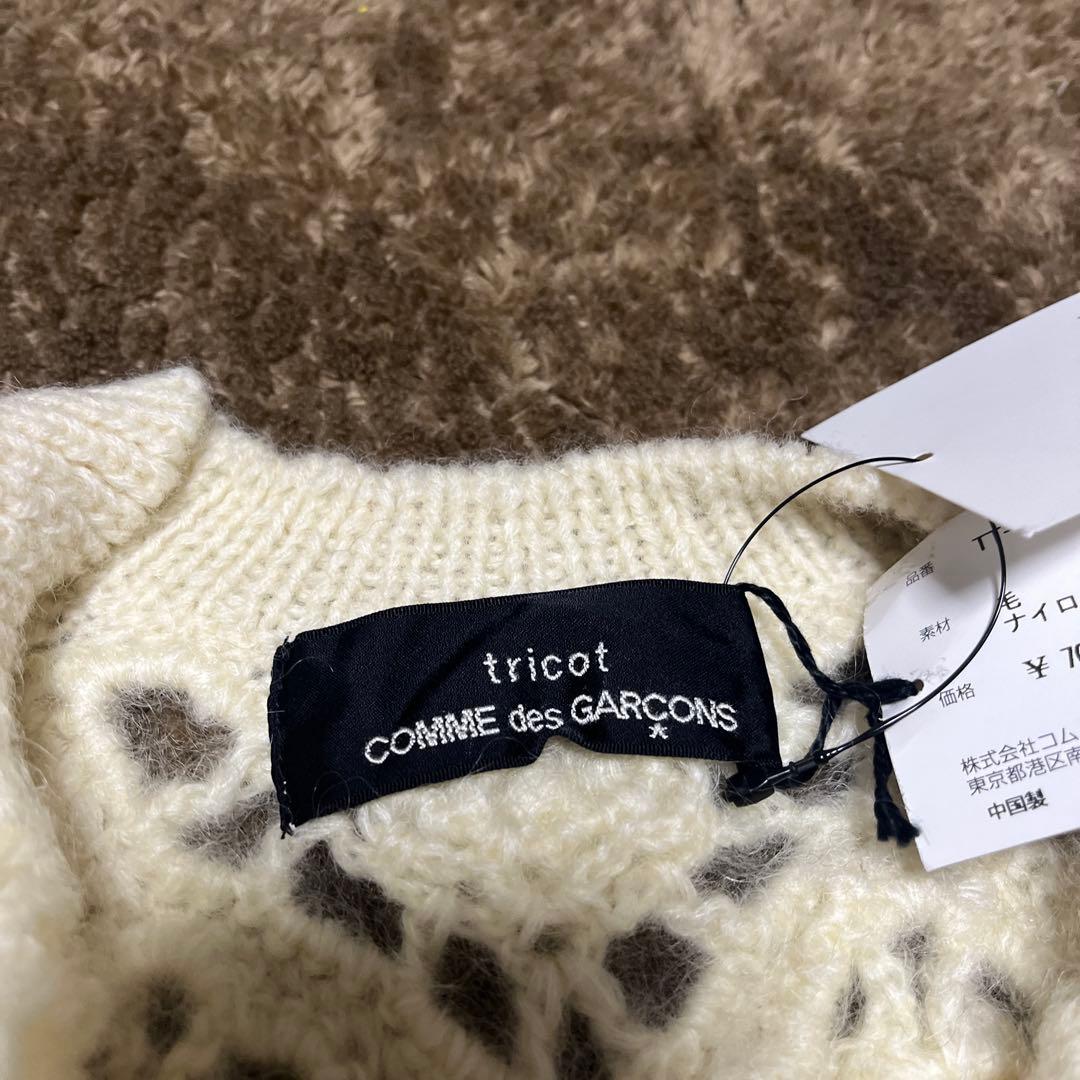 tricot
COMME des GARÇONS
*
品番
素材 毛
ナイロ
価格 ¥
株式会社コム
東京都港区南
中国製